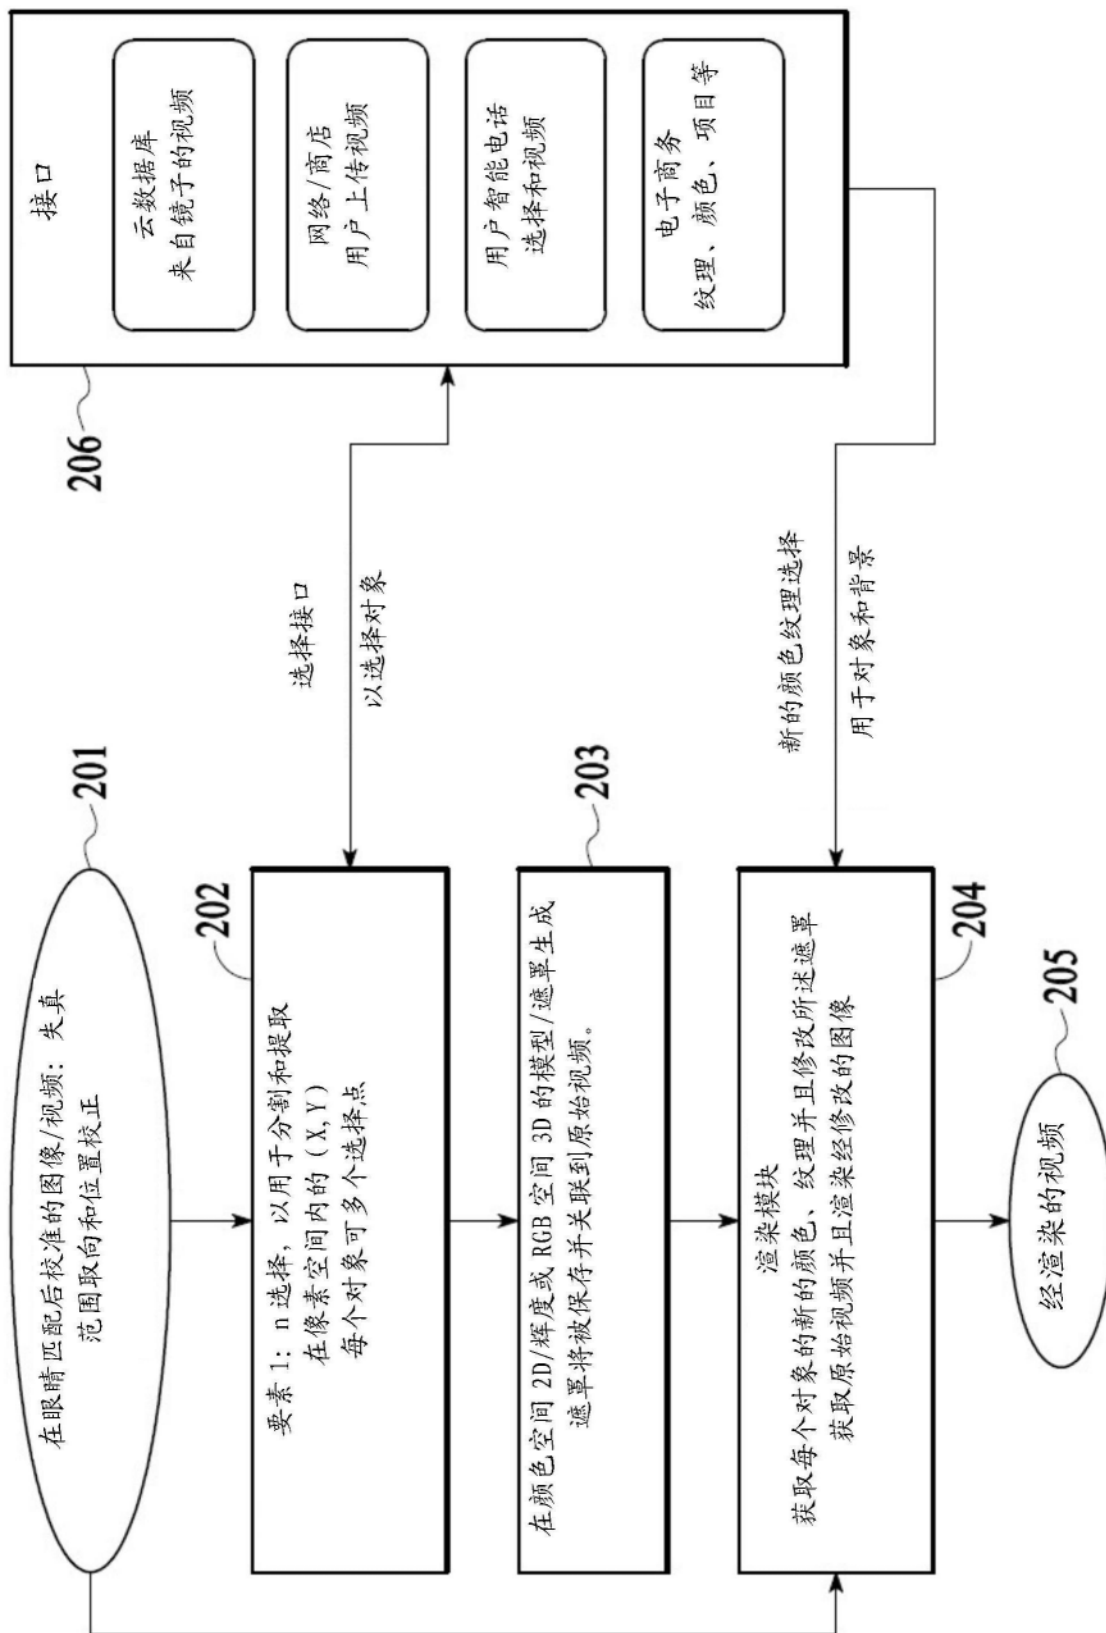 201
在眼睛匹配后校准的图像/视频：失真
范围取向和位置校正
202
要素 1：n 选择，以用于分割和提取
在像素空间内的 (X,Y)
每个对象可多个选择点
203
在颜色空间 2D/辉度或 RGB 空间 3D 的模型/遮罩生成
遮罩将被保存并关联到原始视频。
204
渲染模块
获取每个对象的新的颜色、纹理并且修改所述遮罩
获取原始视频并且渲染经修改的图像
205
经渲染的视频
选择接口
以选择对象
新的颜色纹理选择
用于对象和背景
206
接口
云数据库
来自镜子的视频
网络/商店
用户上传视频
用户智能电话
选择和视频
电子商务
纹理、颜色、项目等